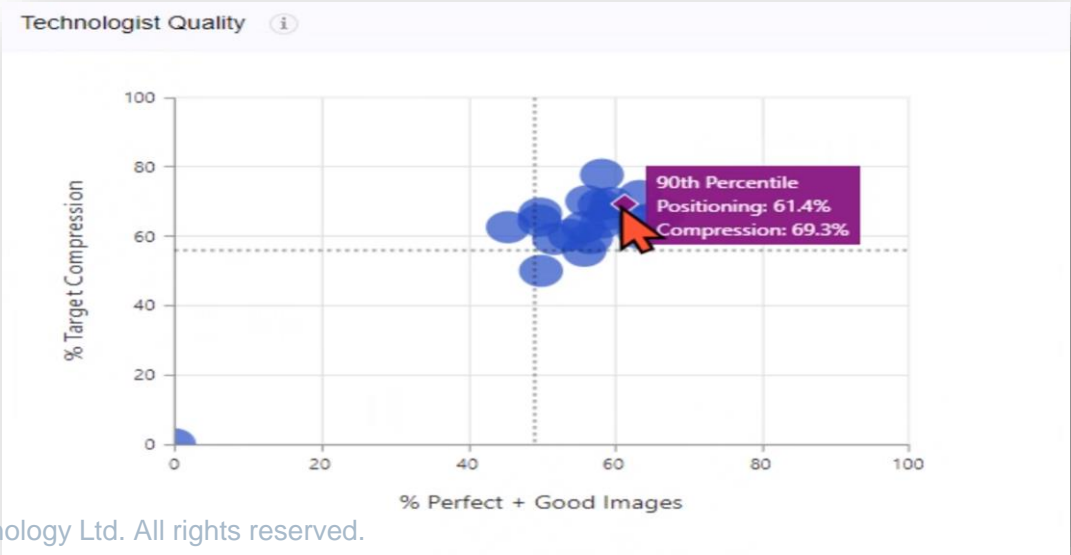 Technologist Quality
100
80
60
40
20
0
% Target Compression
90th Percentile
Positioning: 61.4%
Compression: 69.3%
0 20 40 60 80 100
% Perfect + Good Images
nology Ltd. All rights reserved.